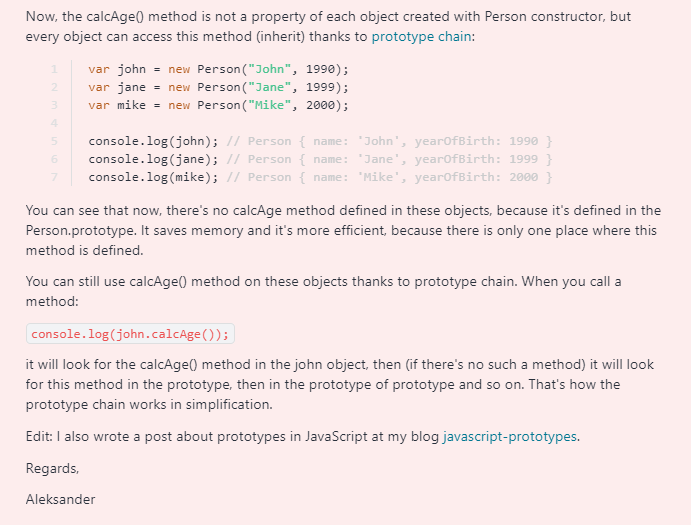 Now, the calcAge() method is not a property of each object created with Person constructor, but
every object can access this method (inherit) thanks to prototype chain:
1 var john = new Person("John", 1990);
2 var jane = new Person("Jane", 1999);
3 var mike = new Person("Mike", 2000);
4
5 console.log(john); // Person { name: 'John', yearOfBirth: 1990 }
6 console.log(jane); // Person { name: 'Jane', yearOfBirth: 1999 }
7 console.log(mike); // Person { name: 'Mike', yearOfBirth: 2000 }
You can see that now, there's no calcAge method defined in these objects, because it's defined in the
Person.prototype. It saves memory and it's more efficient, because there is only one place where this
method is defined.
You can still use calcAge() method on these objects thanks to prototype chain. When you call a
method:
console.log(john.calcAge());
it will look for the calcAge() method in the john object, then (if there's no such a method) it will look
for this method in the prototype, then in the prototype of prototype and so on. That's how the
prototype chain works in simplification.
Edit: I also wrote a post about prototypes in JavaScript at my blog javascript-prototypes.
Regards,
Aleksander